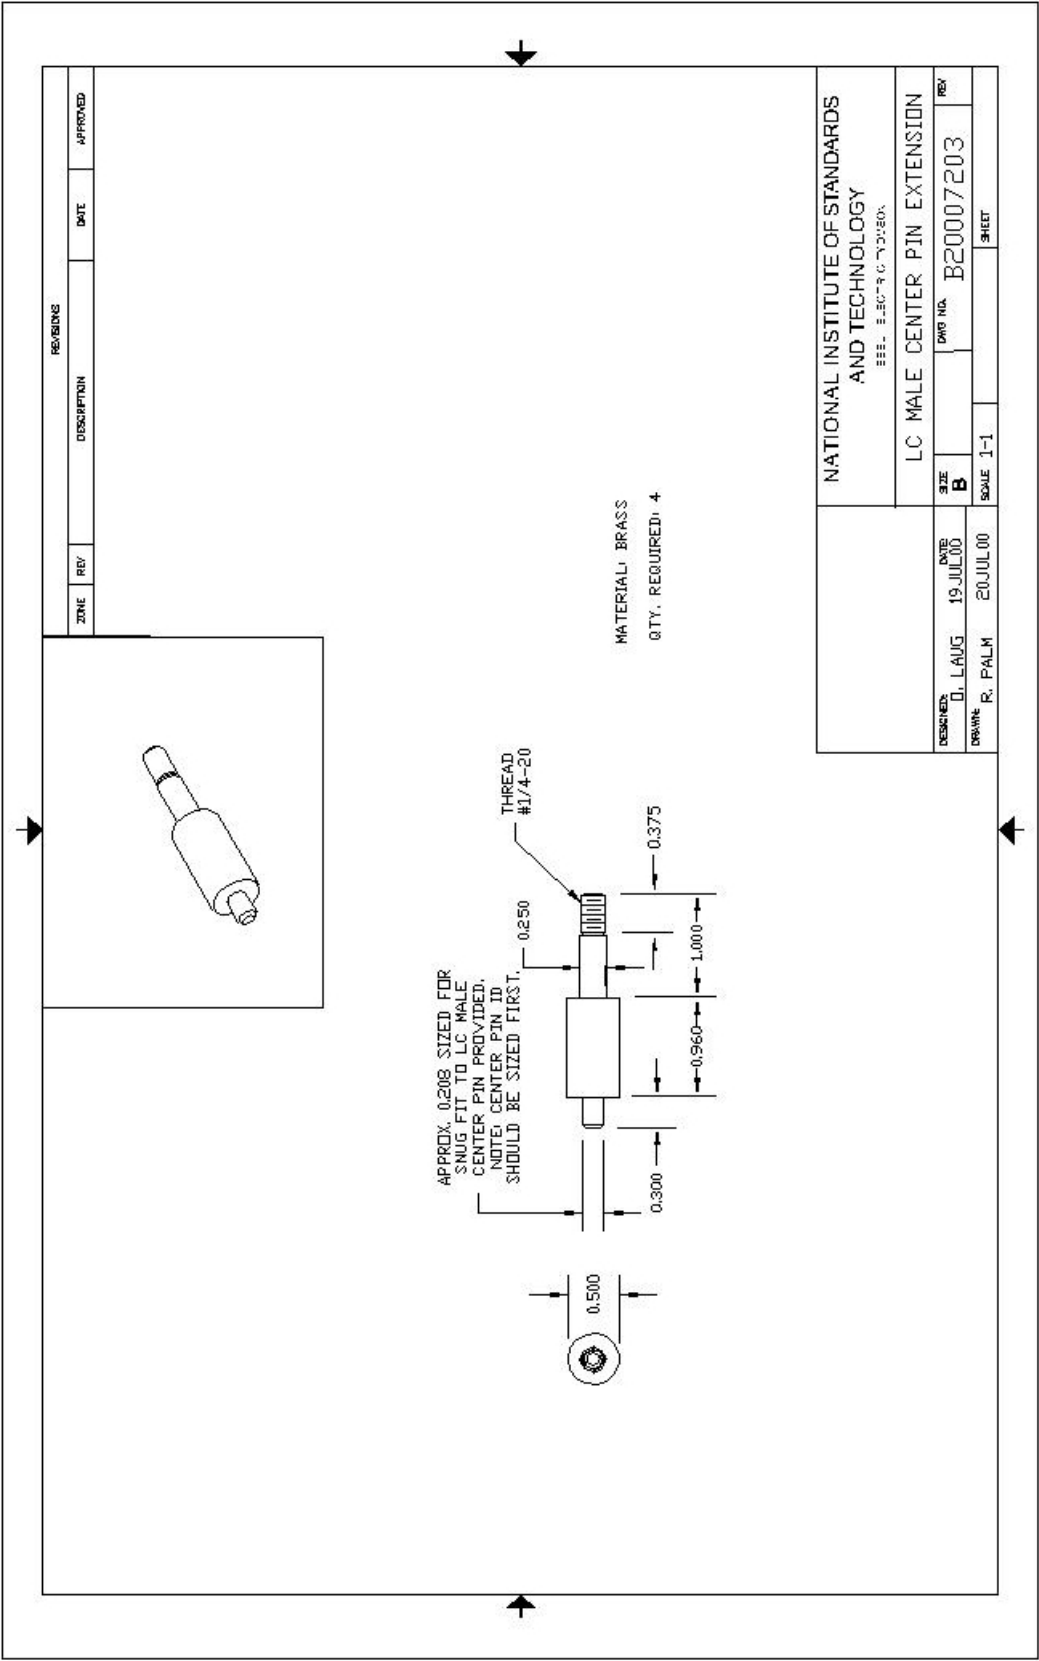 REVISIONS
ZONE REV DESCRIPTION DATE APPROVED
APPROX. 0.208 SIZED FOR
SNUG FIT TO LC MALE
CENTER PIN PROVIDED.
NOTE: CENTER PIN ID
SHOULD BE SIZED FIRST.
THREAD
#1/4-20
0.250
0.500
0.300
0.375
0.960
1.000
MATERIAL: BRASS
QTY. REQUIRED: 4
NATIONAL INSTITUTE OF STANDARDS
AND TECHNOLOGY
LC MALE CENTER PIN EXTENSION
DESIGNED: D. LAUG DATE: 19JUL00
SIZE B DWG NO. B20007203 REV
DRAWN: R. PALM 20JUL00
SCALE 1-1 SHEET